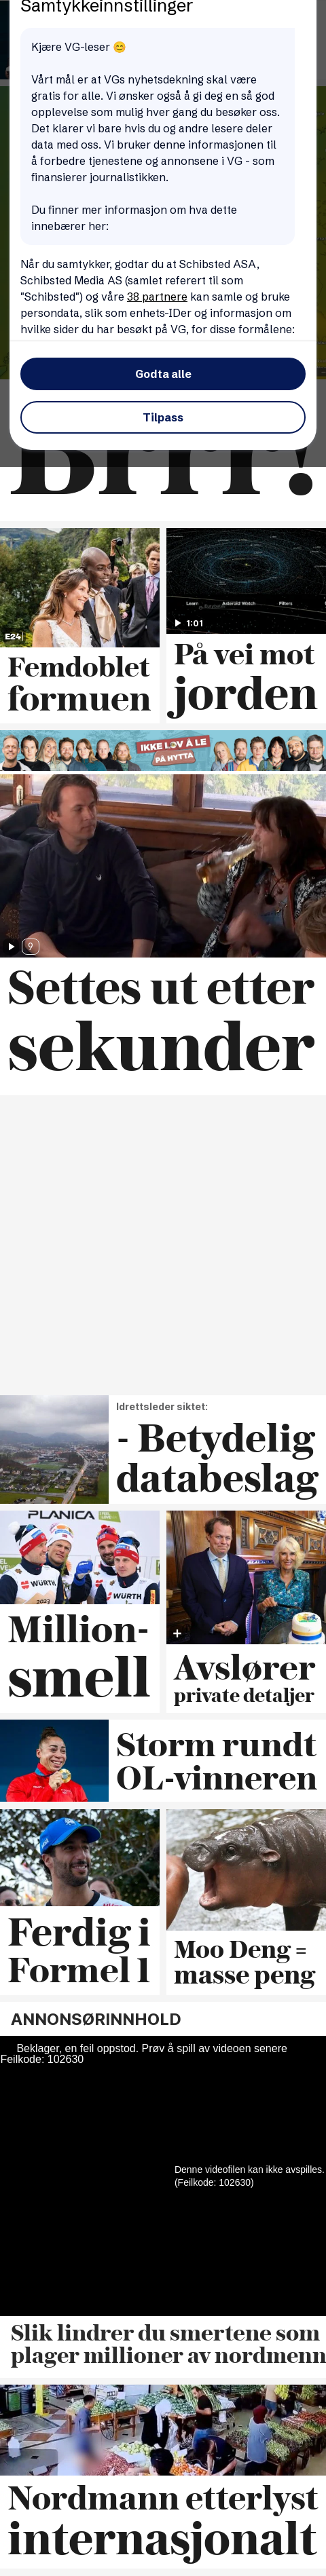 Samtykkeinnstillinger
Kjære VG-leser 😊
Vårt mål er at VGs nyhetsdekning skal være
gratis for alle. Vi ønsker også å gi deg en så god
opplevelse som mulig hver gang du besøker oss.
Det klarer vi bare hvis du og andre lesere deler
data med oss. Vi bruker denne informasjonen til
å forbedre tjenestene og annonsene i VG - som
finansierer journalistikken.
Du finner mer informasjon om hva dette
innebærer her:
Når du samtykker, godtar du at Schibsted ASA,
Schibsted Media AS (samlet referert til som
"Schibsted") og våre 38 partnere kan samle og bruke
persondata, slik som enhets-IDer og informasjon om
hvilke sider du har besøkt på VG, for disse formålene:
Godta alle
Tilpass
Brrr!
E24
Femdoblet
formuen
Learn
Asteroid Watch
Filters
1:01
På vei mot
jorden
IKKE LOV Å LE
PÅ HYTTA
9
Settes ut etter
sekunder
Idrettsleder siktet:
- Betydelig
databeslag
PLANICA
WÜRTH
WÜRTH
2023
Million-
smell
Avslører
private detaljer
Storm rundt
OL-vinneren
Ferdig i
Formel 1
Moo Deng =
masse peng
ANNONSØRINNHOLD
Beklager, en feil oppstod. Prøv å spill av videoen senere
Feilkode: 102630
Denne videofilen kan ikke avspilles.
(Feilkode: 102630)
Slik lindrer du smertene som
plager millioner av nordmenn
Nordmann etterlyst
internasjonalt